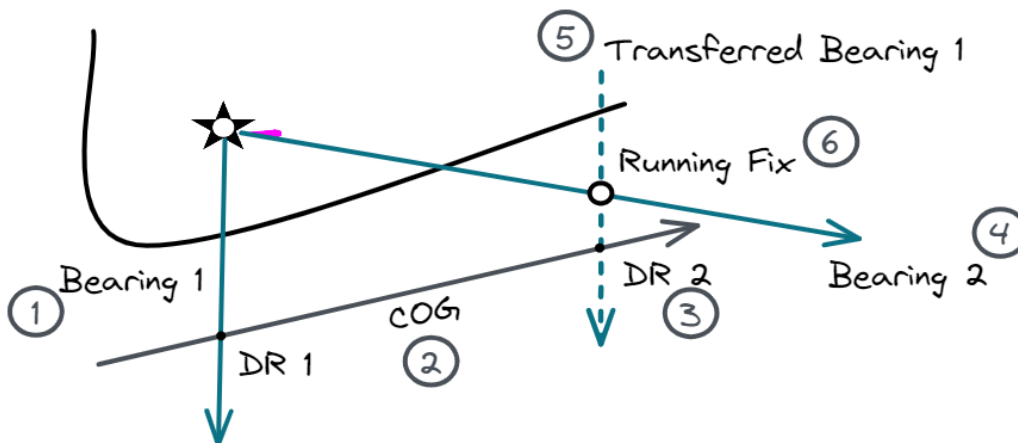 5 Transferred Bearing 1
6
Running Fix
4
Bearing 1
DR 2
Bearing 2
1
COG
3
DR 1
2